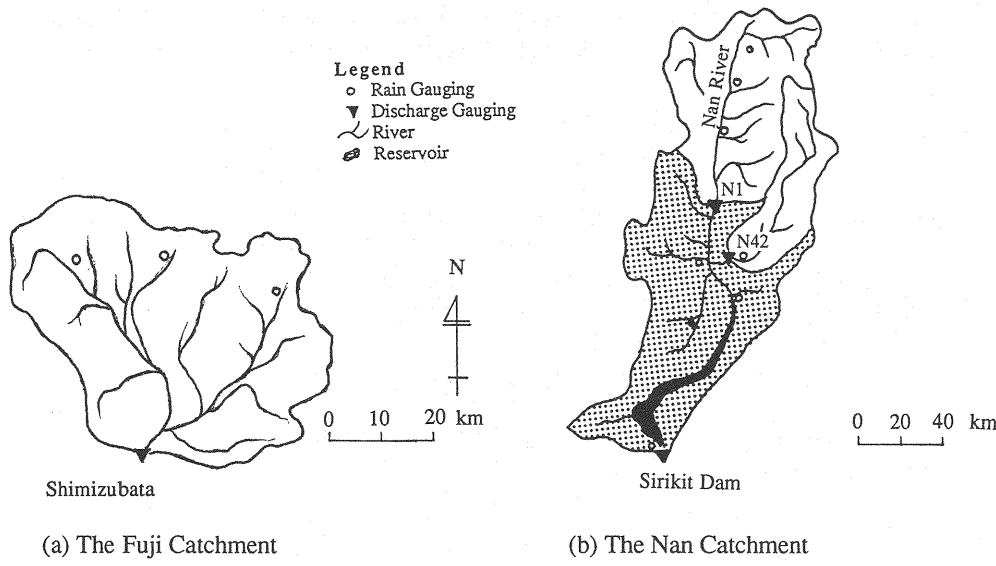 Legend
Rain Gauging
Discharge Gauging
River
Reservoir
Nan River
N1
N42
N
0 10 20 km
0 20 40 km
Shimizubata
Sirikit Dam
(a) The Fuji Catchment
(b) The Nan Catchment